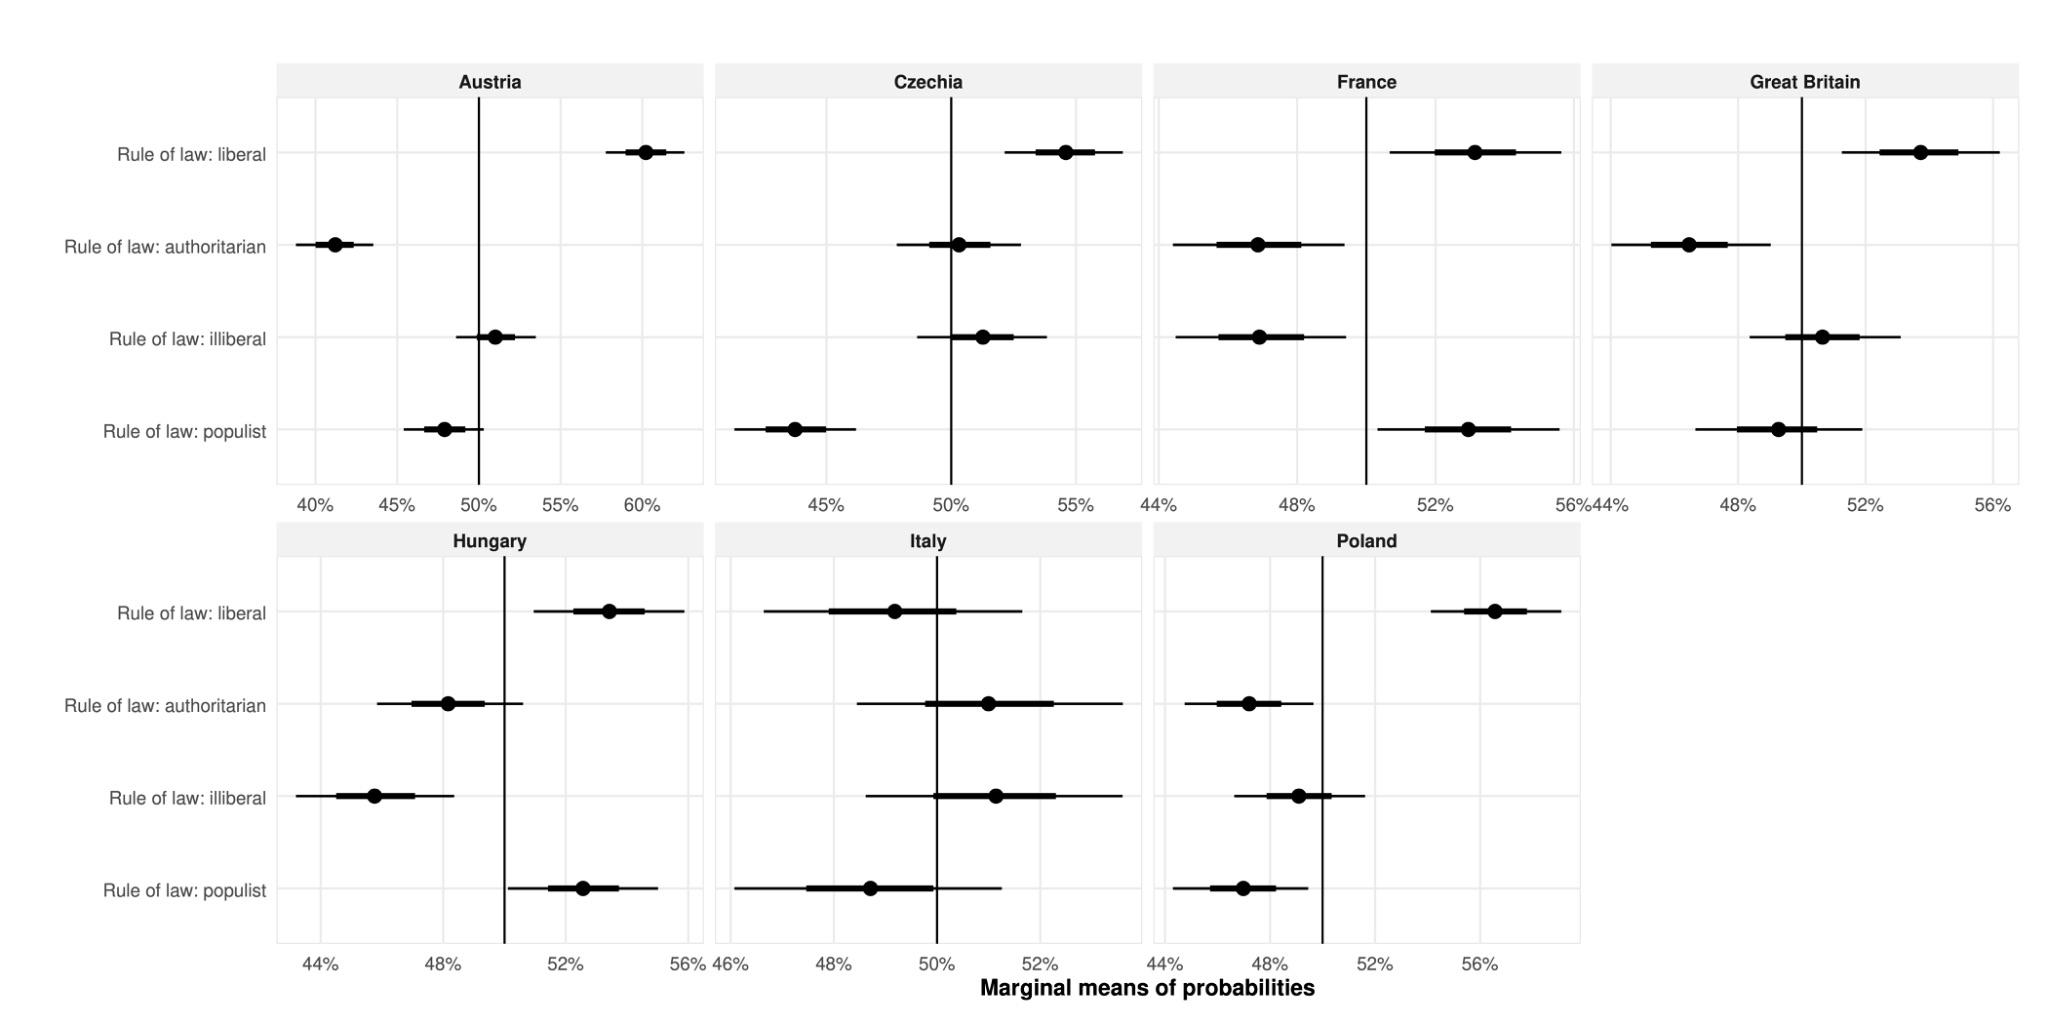 Austria
Czechia
France
Great Britain
Rule of law: liberal
Rule of law: authoritarian
Rule of law: illiberal
Rule of law: populist
40% 45% 50% 55% 60%
45% 50% 55%
44% 48% 52% 56%
44% 48% 52% 56%
Hungary
Italy
Poland
Rule of law: liberal
Rule of law: authoritarian
Rule of law: illiberal
Rule of law: populist
44% 48% 52% 56%
46% 48% 50% 52%
44% 48% 52% 56%
Marginal means of probabilities